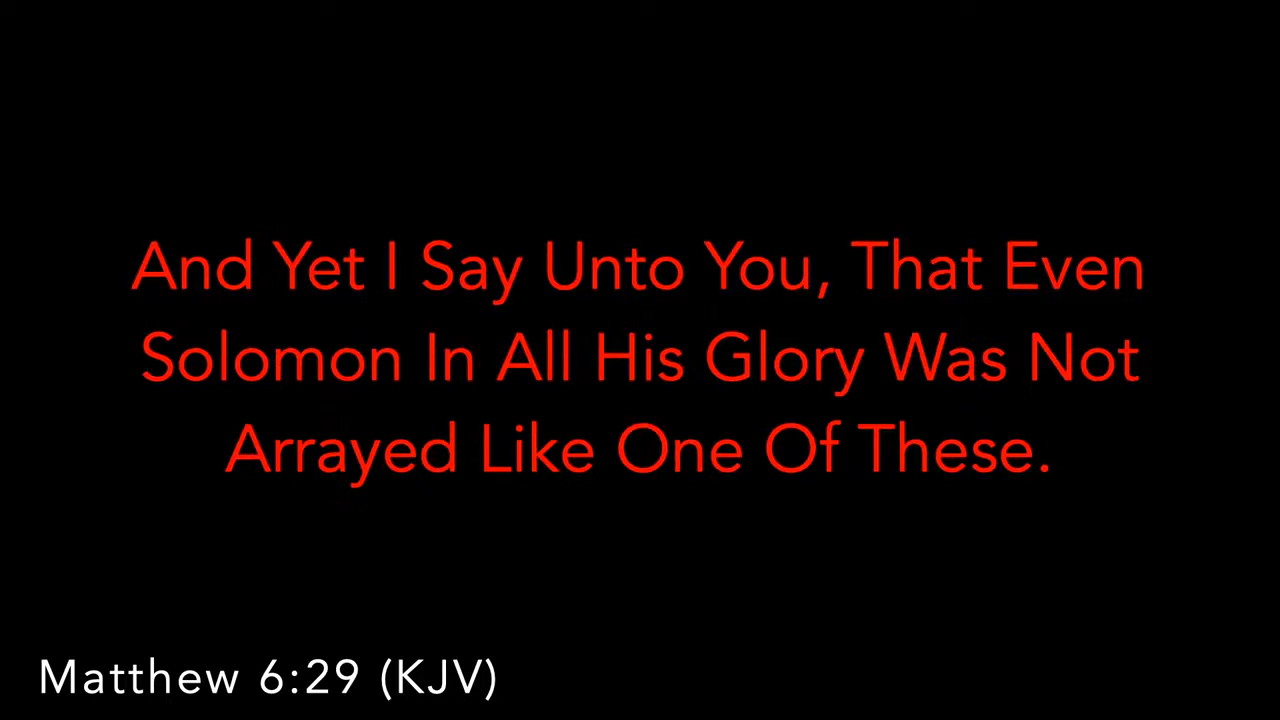 And Yet I Say Unto You, That Even
Solomon In All His Glory Was Not
Arrayed Like One Of These.
Matthew 6:29 (KJV)